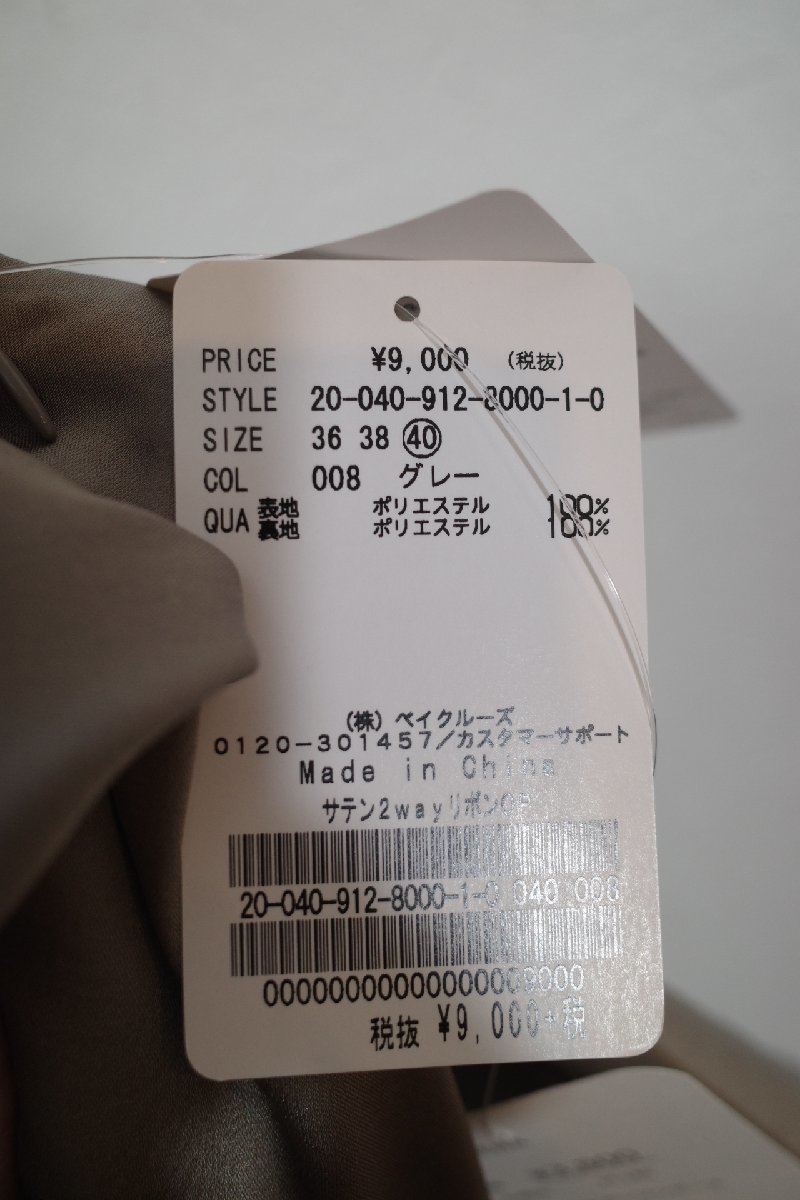 PRICE ¥9,000 (税抜)
STYLE 20-040-912-8000-1-0
SIZE 36 38 40
COL 008 グレー
QUA 表地 ポリエステル 100%
裏地 ポリエステル 100%
(株) ベイクルーズ
0120-301457/カスタマーサポート
Made in China
サテン2wayリボンOP
20-040-912-8000-1-0 040 008
00000000000000009000
税抜 ¥9,000+税